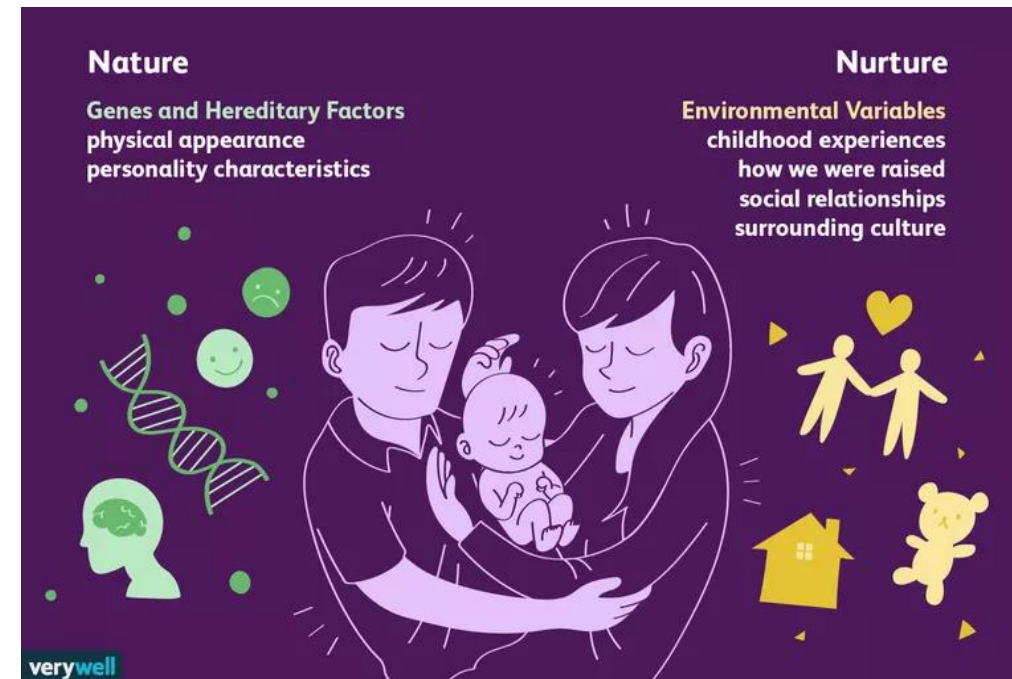 Nature
Genes and Hereditary Factors
physical appearance
personality characteristics
Nurture
Environmental Variables
childhood experiences
how we were raised
social relationships
surrounding culture
verywell